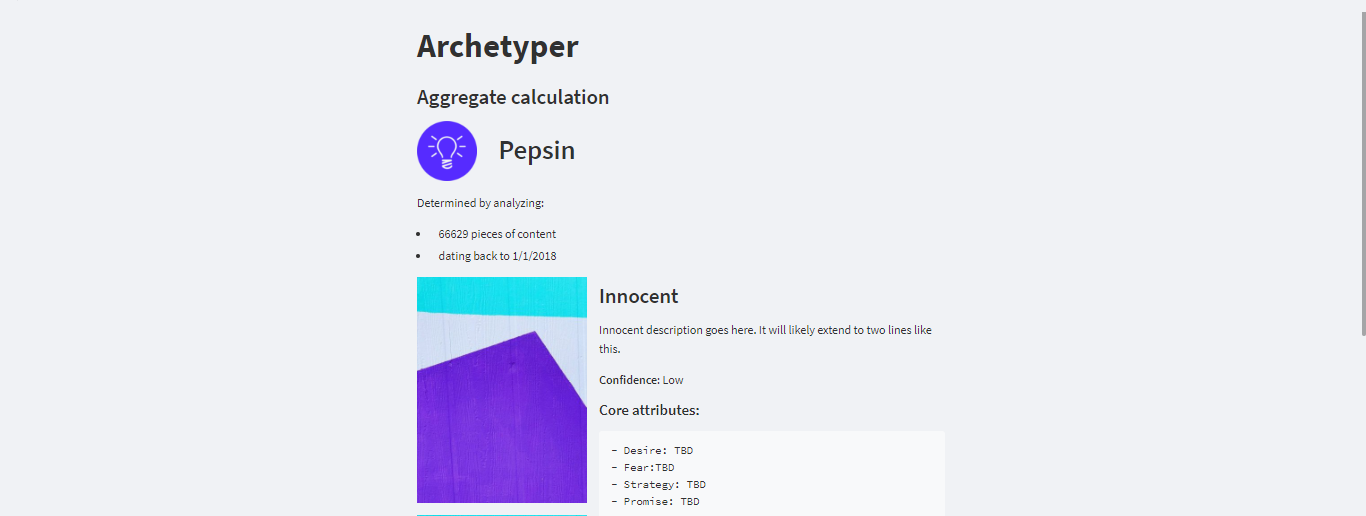 Archetyper
Aggregate calculation
Pepsin
Determined by analyzing:
• 66629 pieces of content
• dating back to 1/1/2018
Innocent
Innocent description goes here. It will likely extend to two lines like
this.
Confidence: Low
Core attributes:
- Desire: TBD
- Fear:TBD
- Strategy: TBD
- Promise: TBD